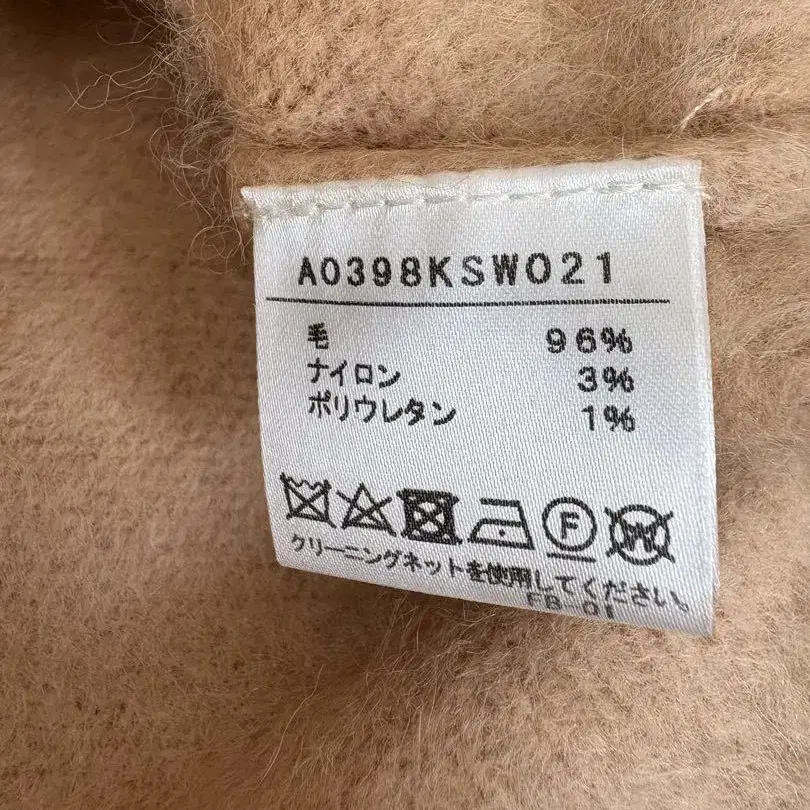 A0398KSW021
毛 96%
ナイロン 3%
ポリウレタン 1%
F W
クリーニングネットを使用してください。
FB-01